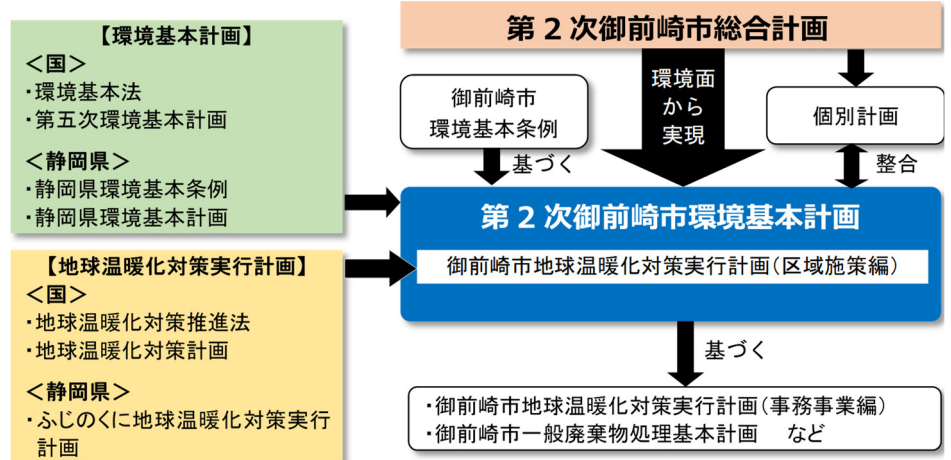 【環境基本計画】
＜国＞
・環境基本法
・第五次環境基本計画
＜静岡県＞
・静岡県環境基本条例
・静岡県環境基本計画
【地球温暖化対策実行計画】
＜国＞
・地球温暖化対策推進法
・地球温暖化対策計画
＜静岡県＞
・ふじのくに地球温暖化対策実行
計画
第2次御前崎市総合計画
御前崎市
環境基本条例
基づく
環境面
から
実現
個別計画
整合
第2次御前崎市環境基本計画
御前崎市地球温暖化対策実行計画（区域施策編）
基づく
・御前崎市地球温暖化対策実行計画（事務事業編）
・御前崎市一般廃棄物処理基本計画　など